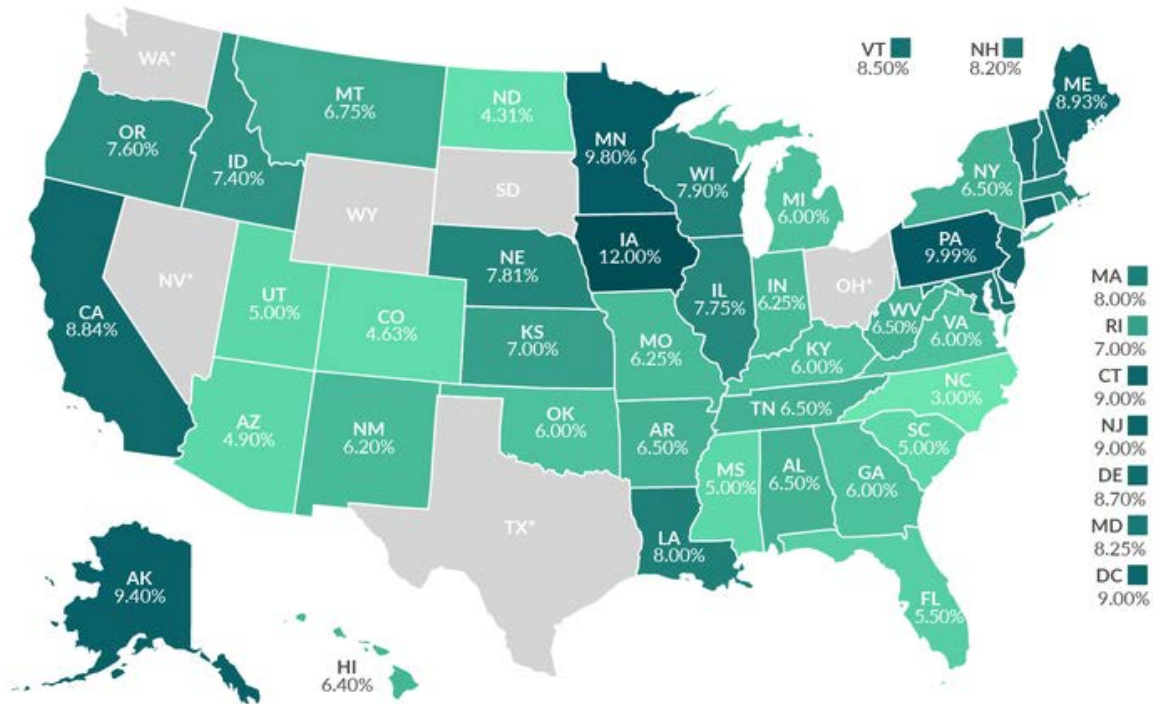 VT
8.50%
NH
8.20%
WA*
MT
6.75%
ND
4.31%
MN
9.80%
ME
8.93%
OR
7.60%
ID
7.40%
WY
SD
WI
7.90%
MI
6.00%
NY
6.50%
NV*
UT
5.00%
CO
4.63%
NE
7.81%
IA
12.00%
IL
7.75%
IN
6.25%
OH*
PA
9.99%
CA
8.84%
KS
7.00%
MO
6.25%
KY
6.00%
WV
6.50%
VA
6.00%
MA
8.00%
RI
7.00%
CT
9.00%
NJ
9.00%
DE
8.70%
MD
8.25%
DC
9.00%
AZ
4.90%
NM
6.20%
OK
6.00%
AR
6.50%
TN 6.50%
NC
3.00%
SC
5.00%
MS
5.00%
AL
6.50%
GA
6.00%
TX*
LA
8.00%
FL
5.50%
AK
9.40%
HI
6.40%